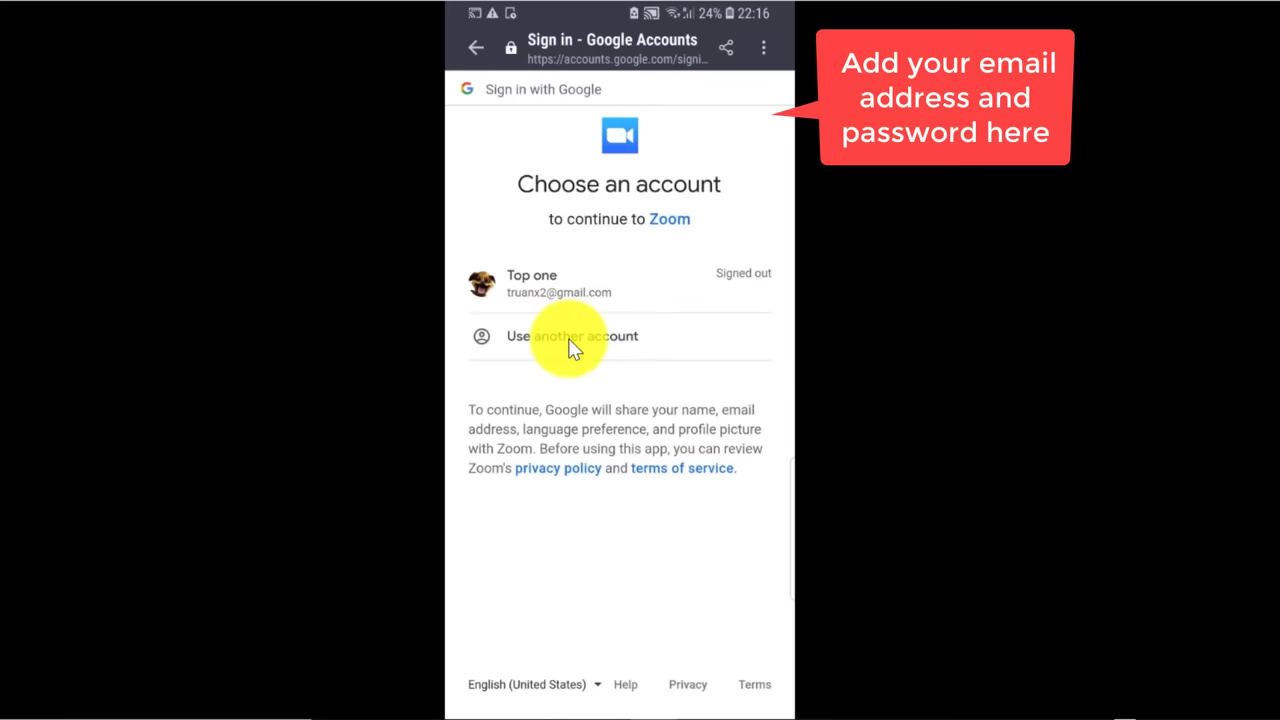 24% 22:16
Sign in - Google Accounts
https://accounts.google.com/signi...
Sign in with Google
Add your email
address and
password here
Choose an account
to continue to Zoom
Top one
Signed out
truanx2@gmail.com
Use another account
To continue, Google will share your name, email
address, language preference, and profile picture
with Zoom. Before using this app, you can review
Zoom's privacy policy and terms of service.
English (United States) Help Privacy Terms